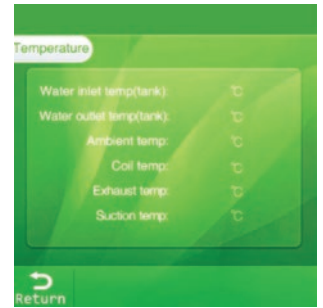 Temperature
Water inlet temp(tank): ℃
Water outlet temp(tank): ℃
Ambient temp: ℃
Coil temp: ℃
Exhaust temp: ℃
Suction temp: ℃
Return